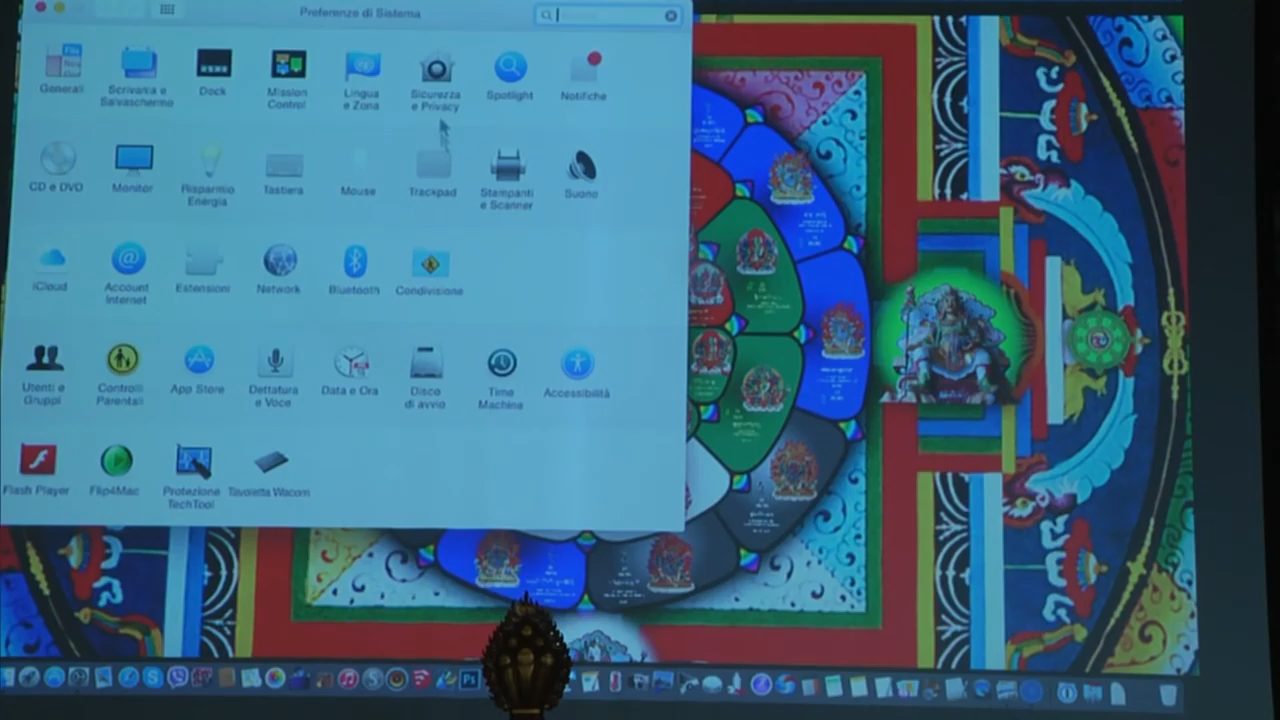 Preferenze di Sistema
Generali
Scrivania e
Salvaschermo
Dock
Mission
Control
Lingua
e Zona
Sicurezza
e Privacy
Spotlight
Notifiche
CD e DVD
Monitor
Risparmio
Energia
Tastiera
Mouse
Trackpad
Stampanti
e Scanner
Suono
iCloud
Account
Internet
Estensioni
Network
Bluetooth
Condivisione
Utenti e
Gruppi
Controlli
Parentali
App Store
Dettatura
e Voce
Data e Ora
Disco
di avvio
Time
Machine
Accessibilità
Flash Player
Flip4Mac
Protezione
TechTool
Tavoletta Wacom
Ps